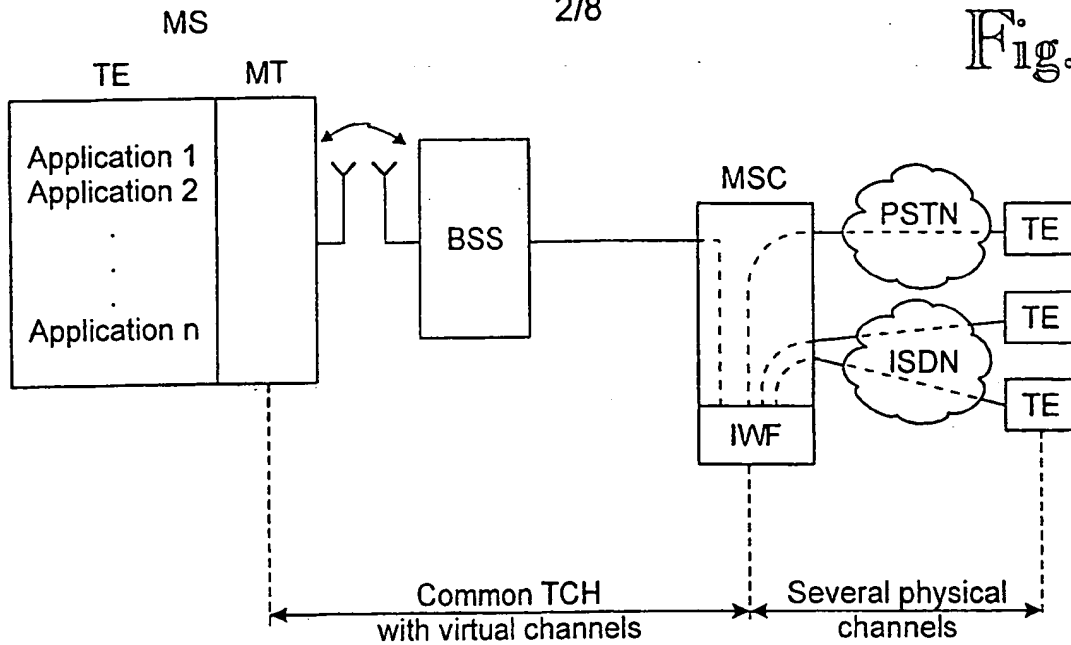 2/8
Fig.
MS
TE
MT
Application 1
Application 2
.
.
.
Application n
BSS
MSC
IWF
PSTN
ISDN
TE
TE
TE
Common TCH
with virtual channels
Several physical
channels